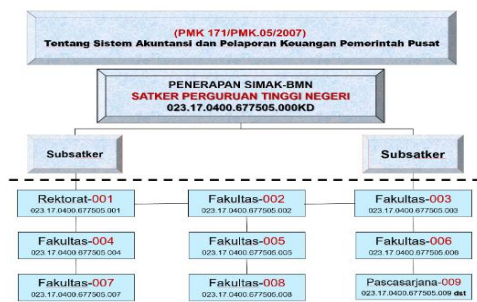 (PMK 171/PMK.05/2007)
Tentang Sistem Akuntansi dan Pelaporan Keuangan Pemerintah Pusat
PENERAPAN SIMAK-BMN
SATKER PERGURUAN TINGGI NEGERI
023.17.0400.677505.000KD
Subsatker
Subsatker
Rektorat-001
023.17.0400.677505.001
Fakultas-002
023.17.0400.677505.002
Fakultas-003
023.17.0400.677505.003
Fakultas-004
023.17.0400.677505.004
Fakultas-005
023.17.0400.677505.005
Fakultas-006
023.17.0400.677505.006
Fakultas-007
023.17.0400.677505.007
Fakultas-008
023.17.0400.677505.008
Pascasarjana-009
023.17.0400.677505.009 dst